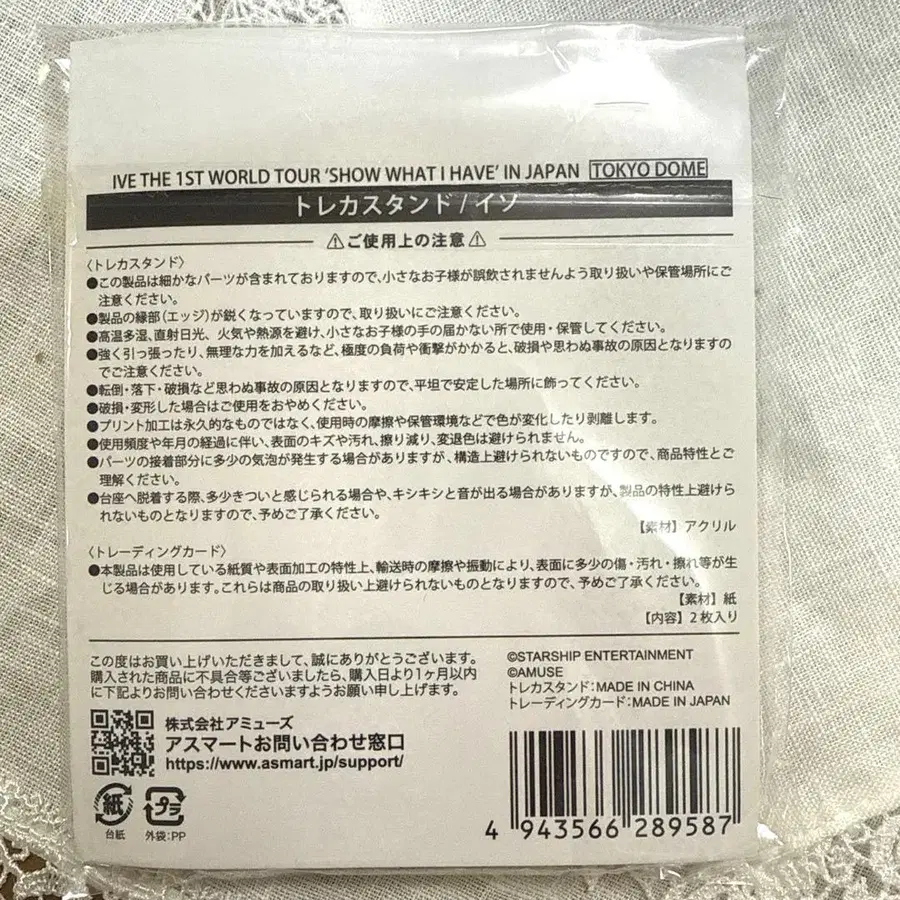 IVE THE 1ST WORLD TOUR 'SHOW WHAT I HAVE' IN JAPAN TOKYO DOME
トレカスタンド / イソ
⚠ご使用上の注意⚠
〈トレカスタンド〉
●この製品は細かなパーツが含まれておりますので、小さなお子様が誤飲されませんよう取り扱いや保管場所にご
注意ください。
●製品の縁部(エッジ)が鋭くなっていますので、取り扱いにご注意ください。
●高温多湿、直射日光、火気や熱源を避け、小さなお子様の手の届かない所で使用・保管してください。
●強く引っ張ったり、無理な力を加えるなど、極度の負荷や衝撃がかかると、破損や思わぬ事故の原因となりますの
でご注意ください。
●転倒・落下・破損など思わぬ事故の原因となりますので、平坦で安定した場所に飾ってください。
●破損・変形した場合はご使用をおやめください。
●プリント加工は永久的なものではなく、使用時の摩擦や保管環境などで色が変化したり剥離します。
●使用頻度や年月の経過に伴い、表面のキズや汚れ、擦り減り、変退色は避けられません。
●パーツの接着部分に多少の気泡が発生する場合がありますが、構造上避けられないものですので、商品特性とご
理解ください。
●台座へ脱着する際、多少きついと感じられる場合や、キシキシと音が出る場合がありますが、製品の特性上避けら
れないものとなりますので、予めご了承ください。
【素材】アクリル
〈トレーディングカード〉
●本製品は使用している紙質や表面加工の特性上、輸送時の摩擦や振動により、表面に多少の傷・汚れ・擦れ等が生
じる場合があります。これらは商品の取り扱い上避けられないものとなりますので、予めご了承ください。
【素材】紙
【内容】2枚入り
この度はお買い上げいただきまして、誠にありがとうございます。
購入された商品に不具合等ございましたら、購入日より1ヶ月以内
に下記よりお問い合わせくださいますようお願い申し上げます。
株式会社アミューズ
アスマートお問い合わせ窓口
https://www.asmart.jp/support/
紙
台紙
プラ
外袋:PP
©STARSHIP ENTERTAINMENT
©AMUSE
トレカスタンド:MADE IN CHINA
トレーディングカード:MADE IN JAPAN
4 943566 289587